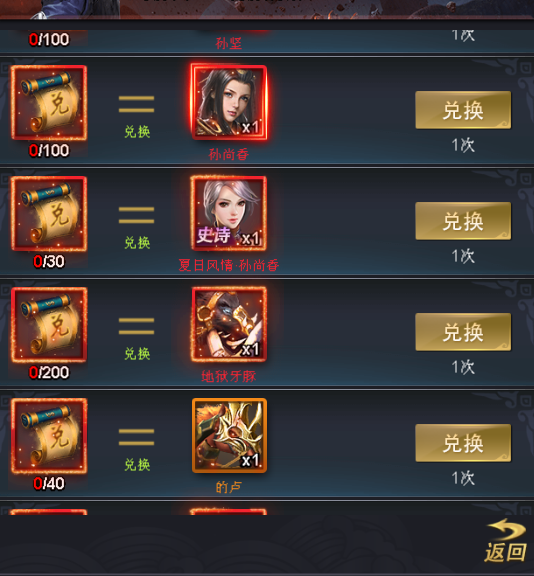 0/100
孙坚
1次
兑
x1
兑换
兑换
0/100
孙尚香
1次
兑
史诗
x1
兑换
兑换
0/30
夏日风情·孙尚香
1次
兑
x1
兑换
兑换
0/200
地狱牙豚
1次
兑
x1
兑换
兑换
0/40
的卢
1次
返回